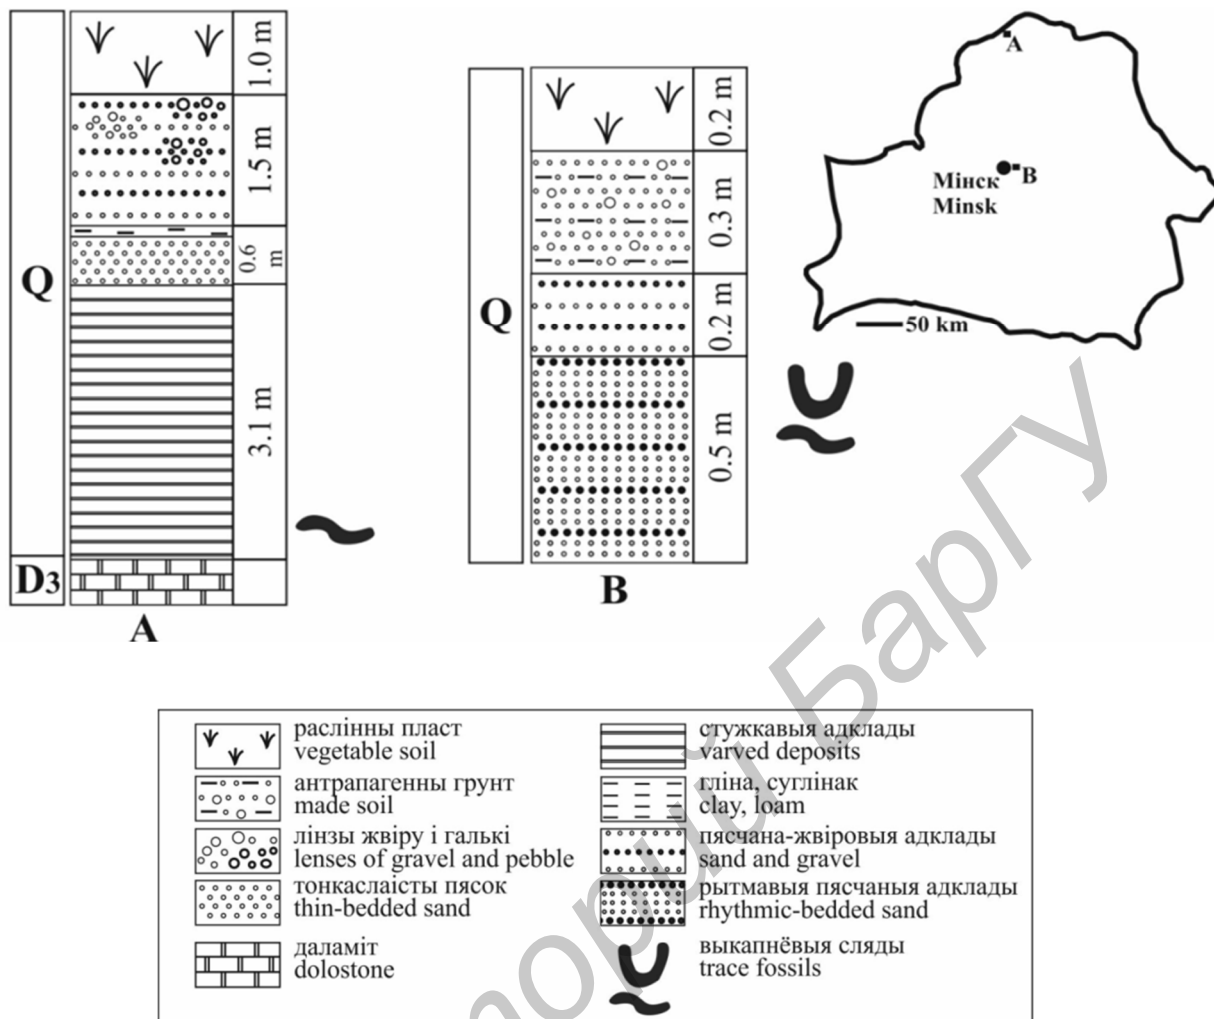 1.0 m
1.5 m
0.6 m
3.1 m
Q
D3
A
0.2 m
0.3 m
0.2 m
0.5 m
Q
B
A
B
Мінск
Minsk
50 km
раслінны пласт
vegetable soil
антрапагенны грунт
made soil
лінзы жвіру і галькі
lenses of gravel and pebble
тонкаслаісты пясок
thin-bedded sand
даламіт
dolostone
стужкавыя адклады
varved deposits
гліна, суглінак
clay, loam
пясчана-жвіровыя адклады
sand and gravel
рытмавыя пясчаныя адклады
rhythmic-bedded sand
выкапнёвыя сляды
trace fossils
торий БарГУ